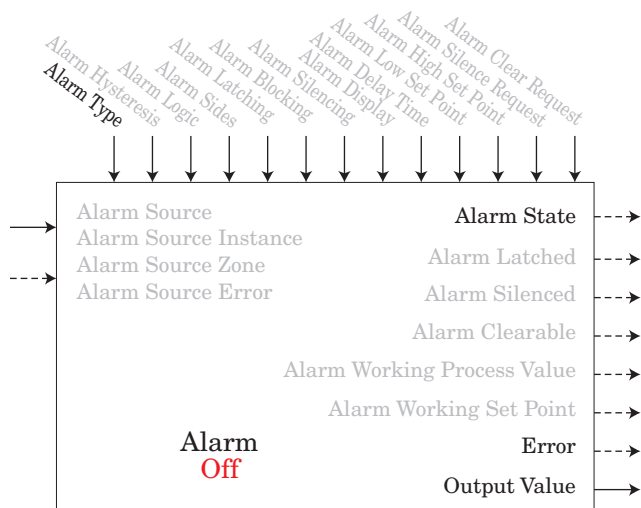 Alarm Type
Alarm Hysteresis
Alarm Logic
Alarm Sides
Alarm Latching
Alarm Blocking
Alarm Silencing
Alarm Display
Alarm Delay Time
Alarm Low Set Point
Alarm High Set Point
Alarm Silence Request
Alarm Clear Request
Alarm Source
Alarm Source Instance
Alarm Source Zone
Alarm Source Error
Alarm State
Alarm Latched
Alarm Silenced
Alarm Clearable
Alarm Working Process Value
Alarm Working Set Point
Alarm
Off
Error
Output Value